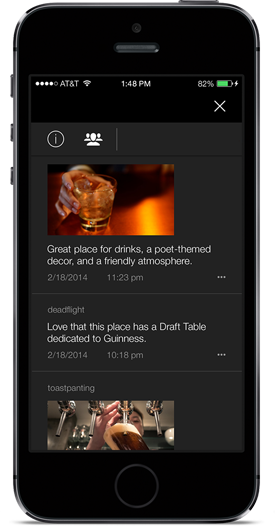 AT&T 1:48 PM 82%
Great place for drinks, a poet-themed
decor, and a friendly atmosphere.
2/18/2014 11:23 pm
deadflight
Love that this place has a Draft Table
dedicated to Guinness.
2/18/2014 10:18 pm
toastpanting